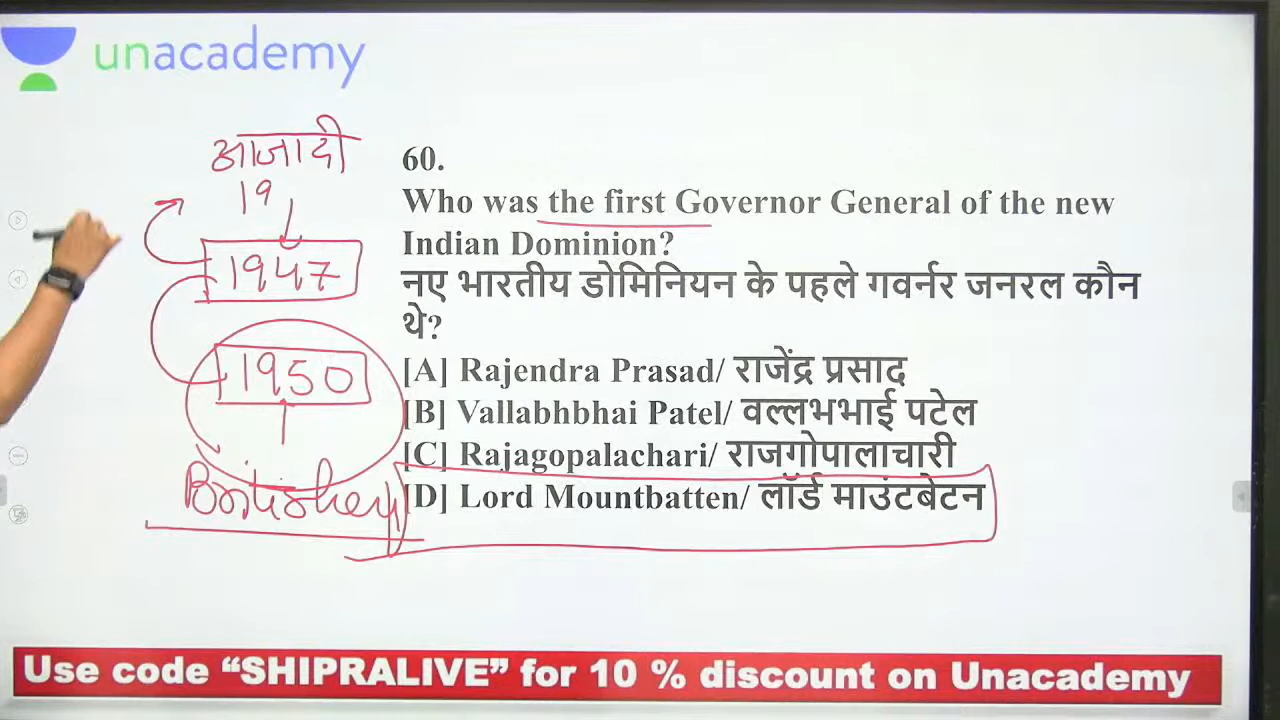 unacademy
आजादी
19
1947
1950
Britishers
60.
Who was the first Governor General of the new
Indian Dominion?
नए भारतीय डोमिनियन के पहले गवर्नर जनरल कौन
थे?
[A] Rajendra Prasad/ राजेंद्र प्रसाद
[B] Vallabhbhai Patel/ वल्लभभाई पटेल
[C] Rajagopalachari/ राजगोपालाचारी
[D] Lord Mountbatten/ लॉर्ड माउंटबेटन
Use code “SHIPRALIVE” for 10 % discount on Unacademy